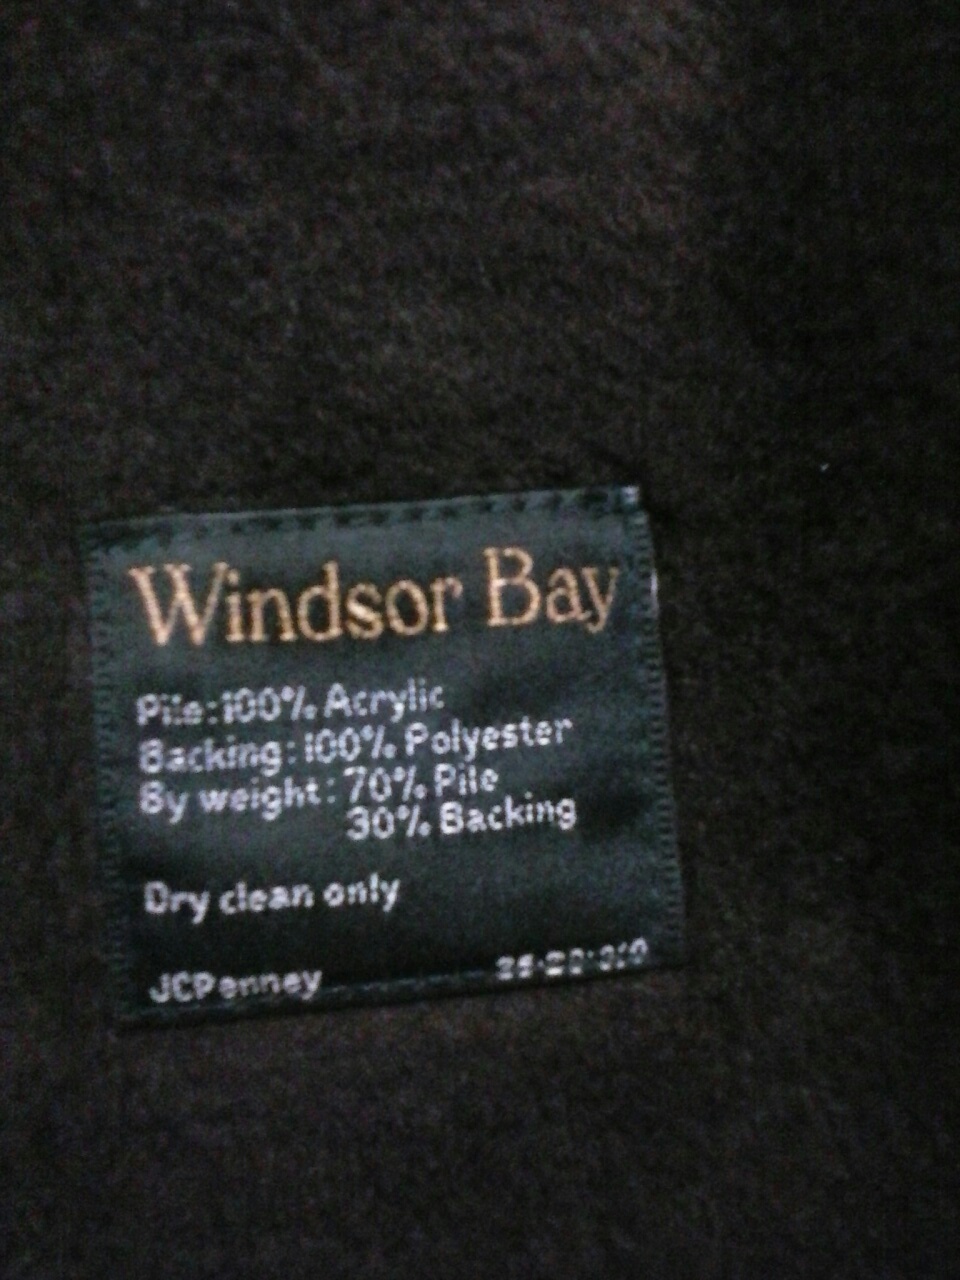 Windsor Bay
Pile: 100% Acrylic
Backing: 100% Polyester
By weight: 70% Pile
30% Backing
Dry clean only
JCPenney